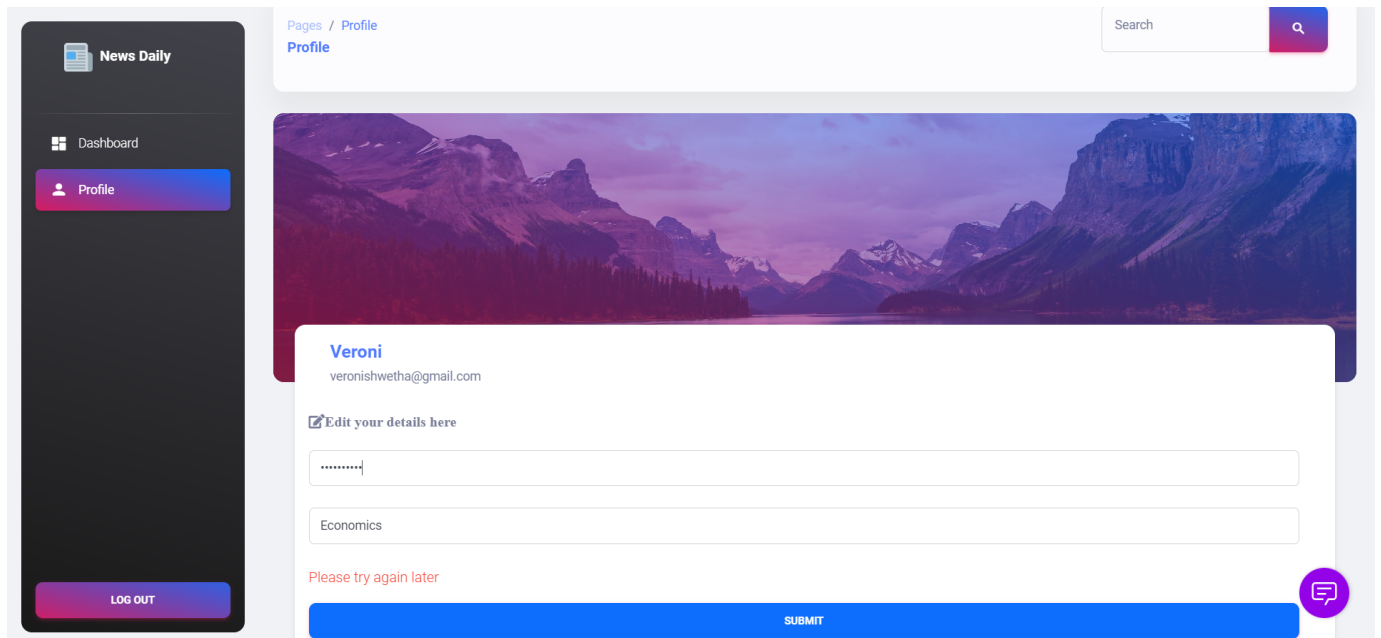 News Daily
Dashboard
Profile
LOG OUT
Pages / Profile
Profile
Search
Veroni
veronishwetha@gmail.com
Edit your details here
••••••••••
Economics
Please try again later
SUBMIT